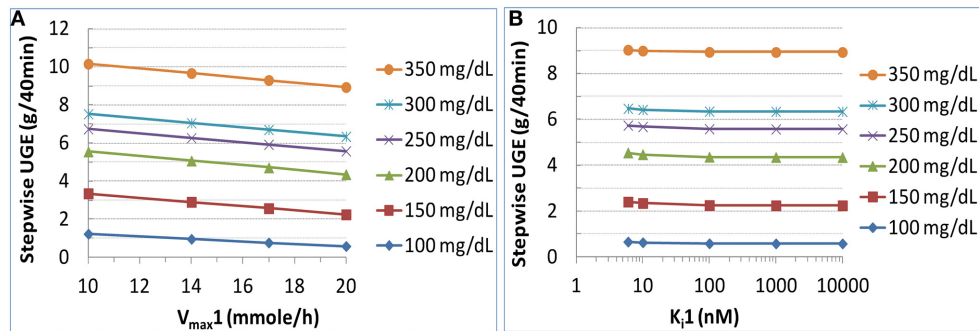 A
Stepwise UGE (g/40min)
12
10
8
6
4
2
0
10 12 14 16 18 20
Vmax1 (mmole/h)
350 mg/dL
300 mg/dL
250 mg/dL
200 mg/dL
150 mg/dL
100 mg/dL
B
Stepwise UGE (g/40min)
10
8
6
4
2
0
1 10 100 1000 10000
Ki1 (nM)
350 mg/dL
300 mg/dL
250 mg/dL
200 mg/dL
150 mg/dL
100 mg/dL